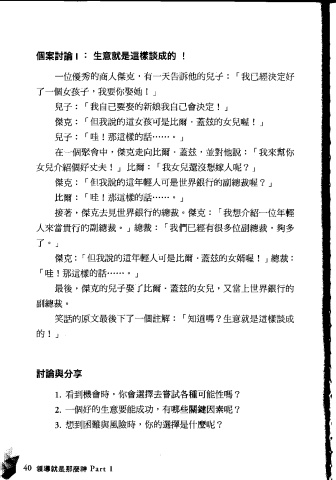 個案討論1：生意就是這樣談成的！
一位優秀的商人傑克，有一天告訴他的兒子：「我已經決定好
了一個女孩子，我要你娶她！」
兒子：「我自己要娶的新娘我自己會決定！」
傑克：「但我說的這女孩可是比爾．蓋茲的女兒喔！」
兒子：「哇！那這樣的話⋯⋯。」
在一個聚會中，傑克走向比爾．蓋茲，並對他說：「我來幫你
女兒介紹個好丈夫！」比爾：「我女兒還沒想嫁人呢？」
傑克：「但我說的這年輕人可是世界銀行的副總裁喔？」
比爾：「哇！那這樣的話⋯⋯。」
接著，傑克去見世界銀行的總裁。傑克：「我想介紹一位年輕
人來當貴行的副總裁。」總裁：「我們已經有很多位副總裁，夠多
了。」
傑克：「但我說的這年輕人可是比爾．蓋茲的女婿喔！」總裁：
「哇！那這樣的話⋯⋯。」
最後，傑克的兒子娶了比爾．蓋茲的女兒，又當上世界銀行的
副總裁。
笑話的原文最後下了一個註解：「知道嗎？生意就是這樣談成
的！」
討論與分享
1. 看到機會時，你會選擇去嘗試各種可能性嗎？
2. 一個好的生意要能成功，有哪些關鍵因素呢？
3. 想到困難與風險時，你的選擇是什麼呢？
40 領導就是那麼神 Part 1